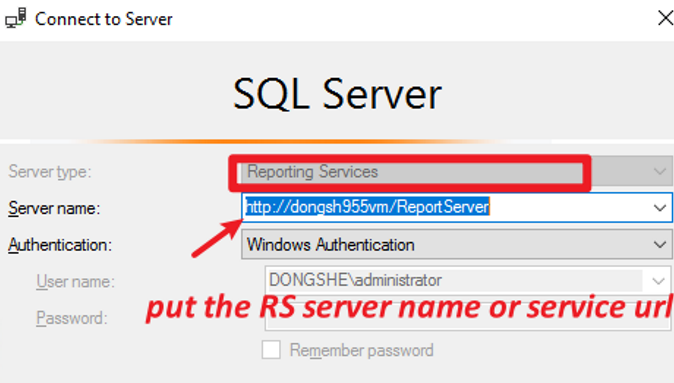 Connect to Server
SQL Server
Server type: Reporting Services
Server name: http://dongsh955vm/ReportServer
Authentication: Windows Authentication
User name: DONGSHE\administrator
put the RS server name or service url
Password:
Remember password